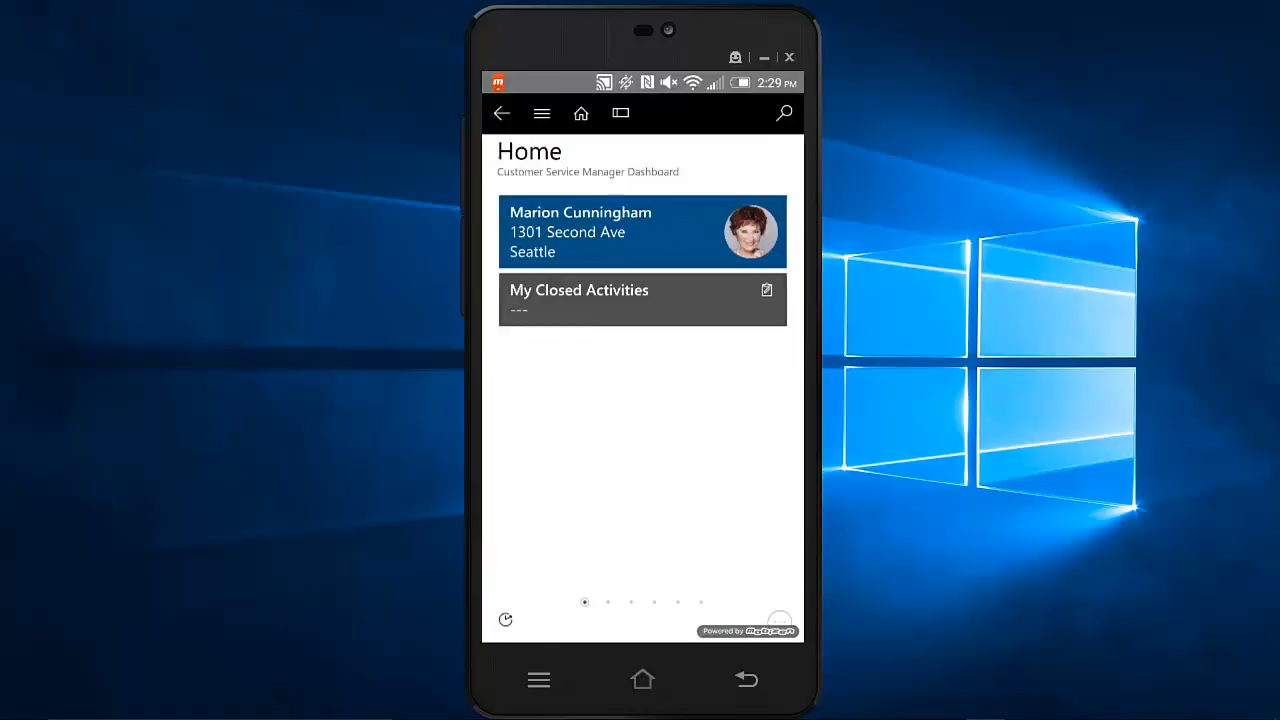 2:29 PM
Home
Customer Service Manager Dashboard
Marion Cunningham
1301 Second Ave
Seattle
My Closed Activities
---
Powered by mobizen